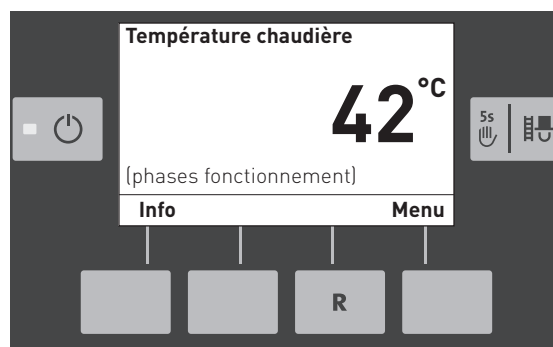 Température chaudière
42 °C
5s
(phases fonctionnement)
Info Menu
R